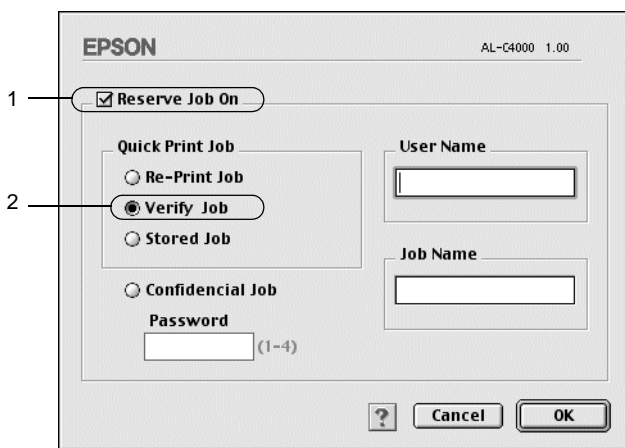 EPSON
AL-C4000 1.00
1
Reserve Job On
Quick Print Job
Re-Print Job
2
Verify Job
Stored Job
Confidencial Job
Password
(1-4)
User Name
Job Name
?
Cancel
OK